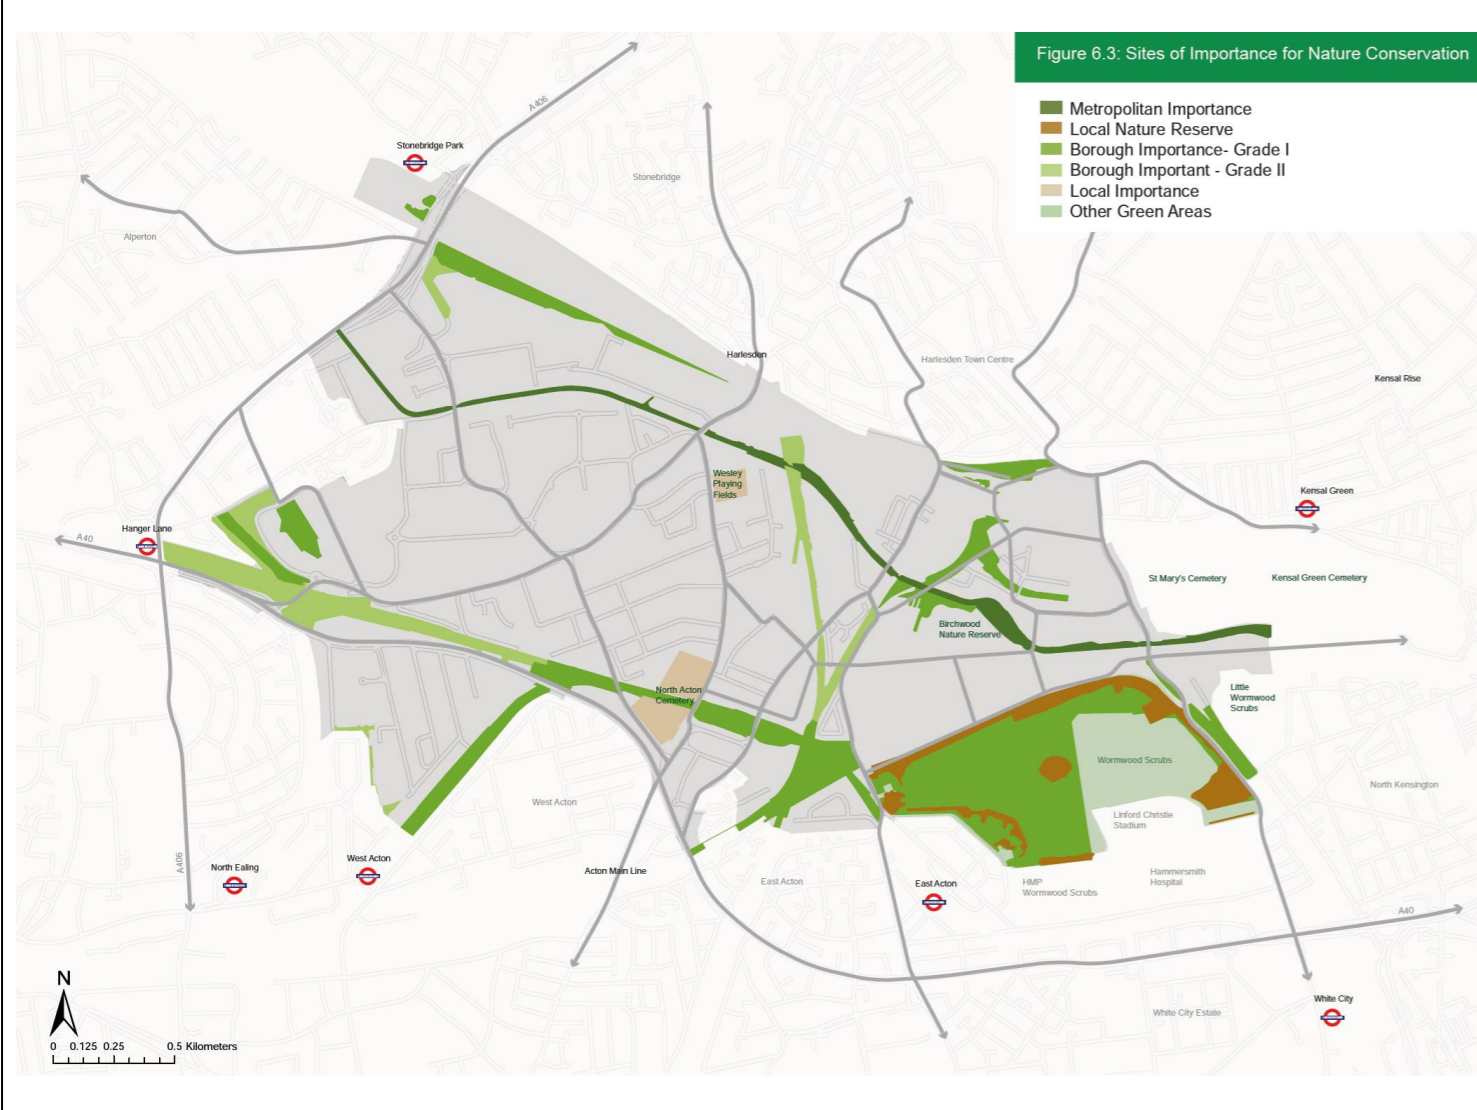 Figure 6.3: Sites of Importance for Nature Conservation
Metropolitan Importance
Local Nature Reserve
Borough Importance- Grade I
Borough Important - Grade II
Local Importance
Other Green Areas
A406
Stonebridge Park
Stonebridge
Alperton
Harlesden
Harlesden Town Centre
Kensal Rise
Wesley
Playing
Fields
Kensal Green
Hanger Lane
A40
St Mary's Cemetery
Kensal Green Cemetery
Birchwood
Nature Reserve
North Acton
Cemetery
Little
Wormwood
Scrubs
Wormwood Scrubs
North Kensington
West Acton
Linford Christie
Stadium
A406
North Ealing
West Acton
Acton Main Line
East Acton
East Acton
HMP
Wormwood Scrubs
Hammersmith
Hospital
A40
White City
White City Estate
N
0 0.125 0.25 0.5 Kilometers